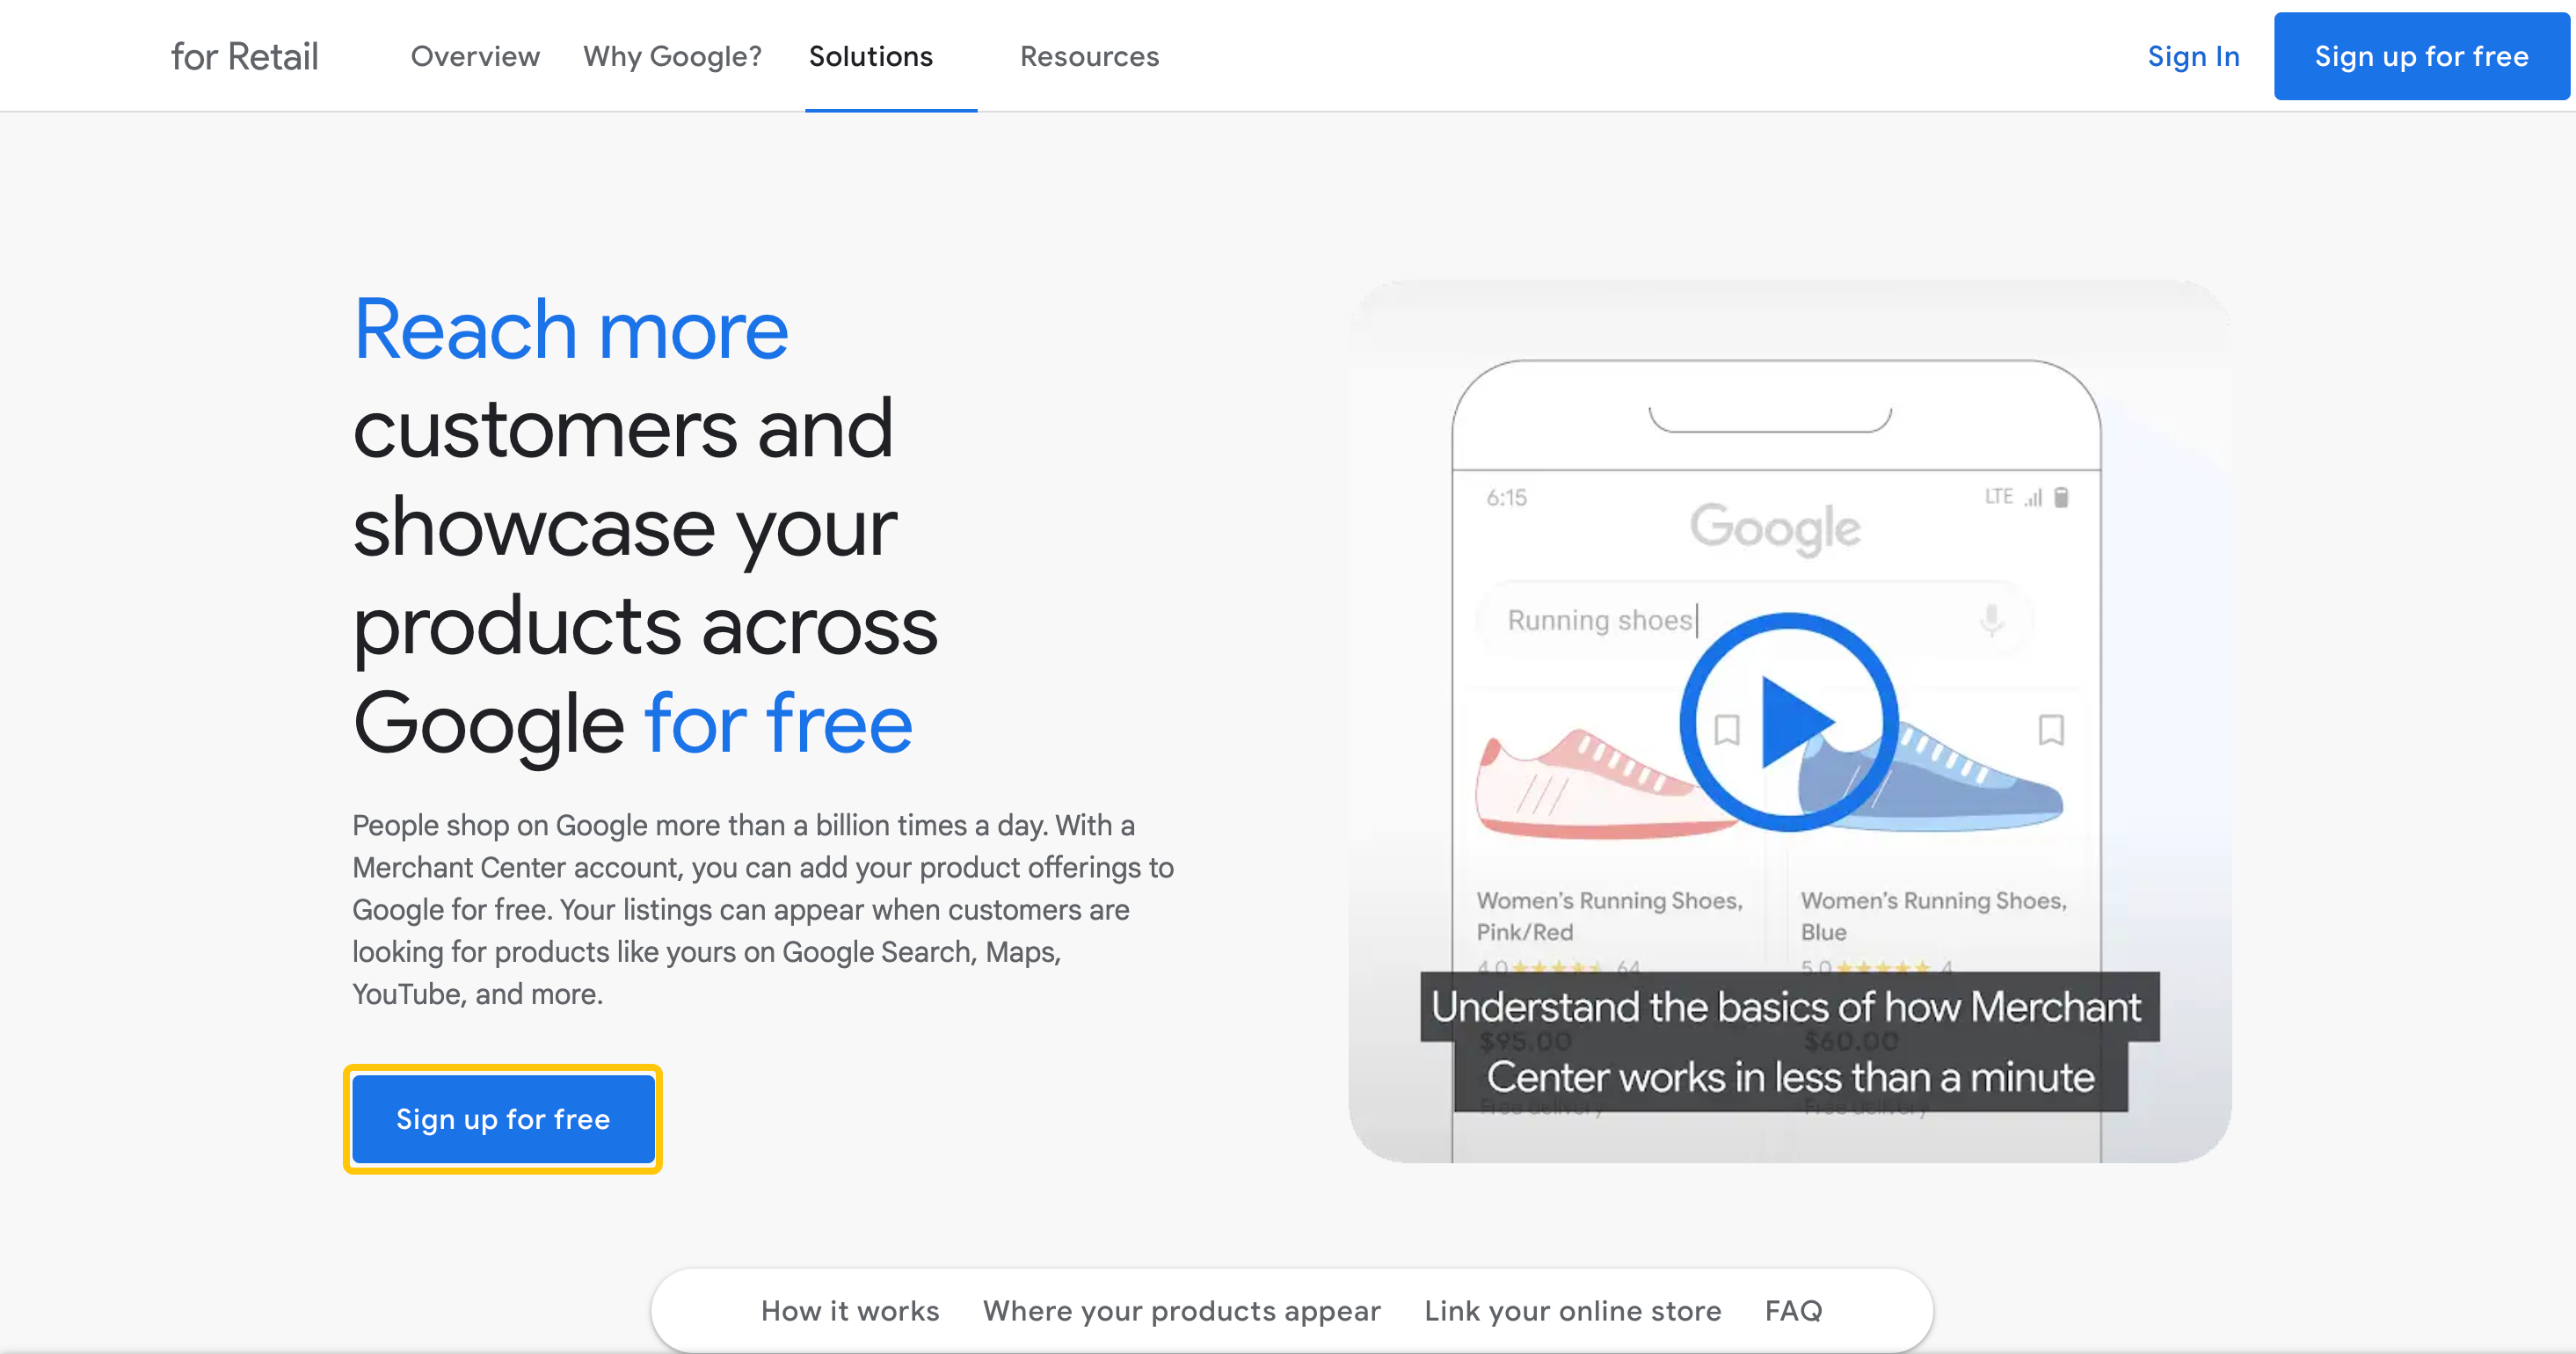 for Retail
Overview
Why Google?
Solutions
Resources
Sign In
Sign up for free
Reach more
customers and
showcase your
products across
Google for free
People shop on Google more than a billion times a day. With a
Merchant Center account, you can add your product offerings to
Google for free. Your listings can appear when customers are
looking for products like yours on Google Search, Maps,
YouTube, and more.
Sign up for free
6:15
LTE
Google
Running shoes
Women's Running Shoes,
Pink/Red
4.0 64
Women's Running Shoes,
Blue
5.0 4
$95.00
$60.00
Free delivery
Free delivery
Understand the basics of how Merchant
Center works in less than a minute
How it works
Where your products appear
Link your online store
FAQ